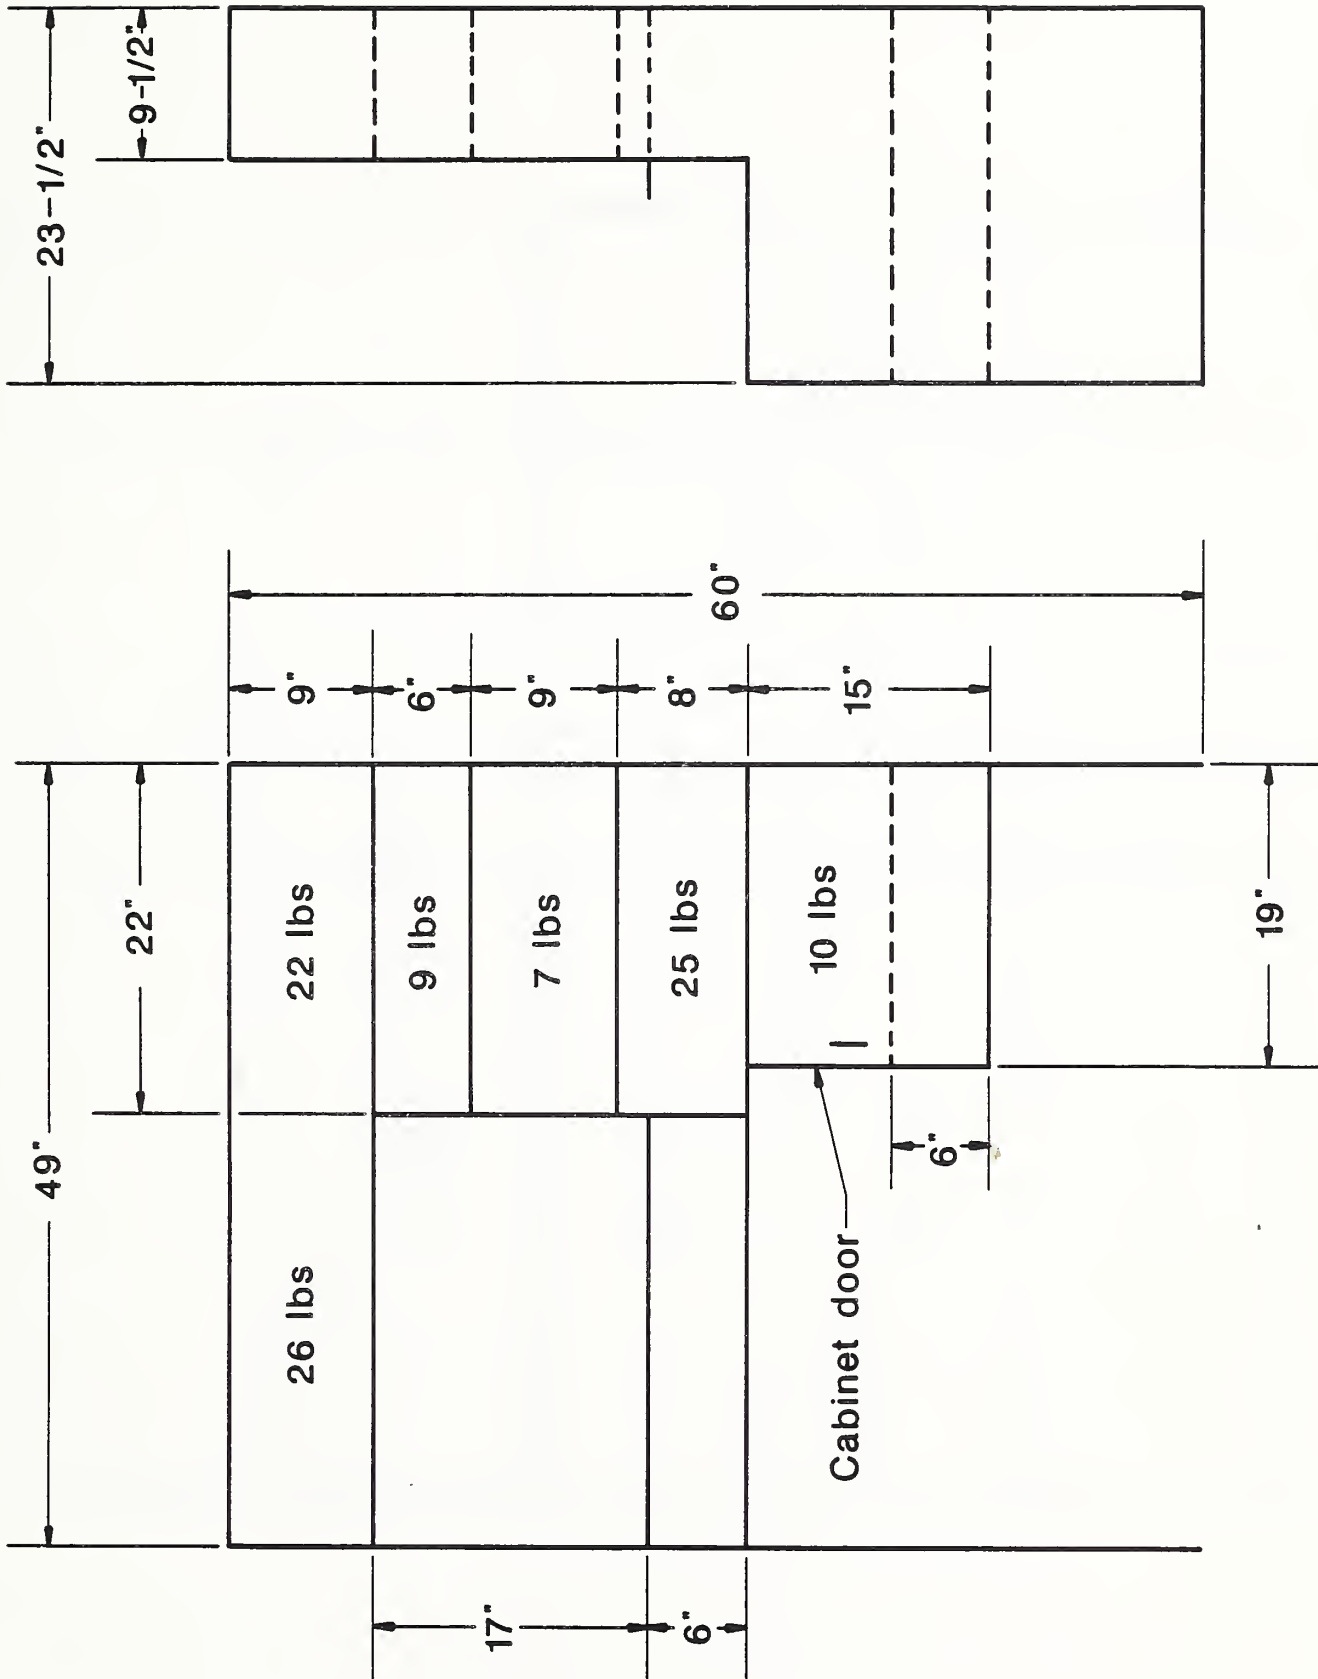 23-1/2"
9-1/2"
60"
9"
6"
9"
8"
15"
49"
22"
22 lbs
9 lbs
7 lbs
25 lbs
10 lbs
19"
26 lbs
6"
Cabinet door
17"
6"